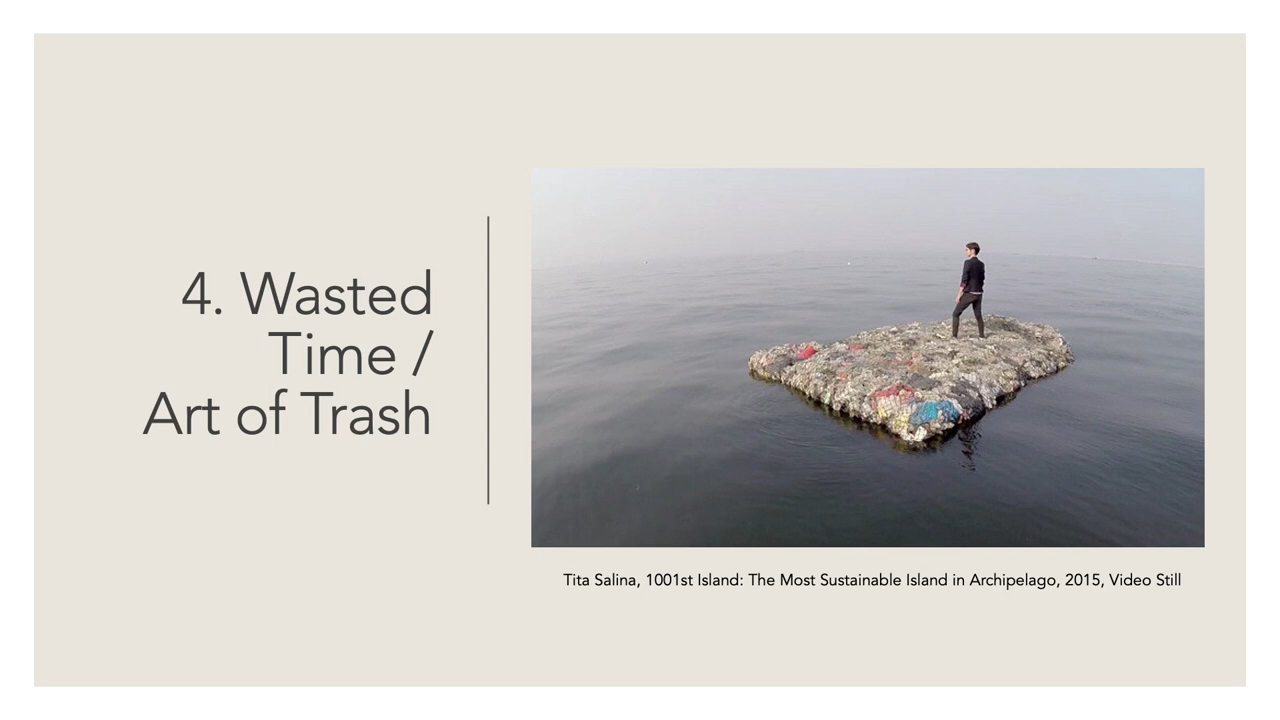 4. Wasted
Time /
Art of Trash
Tita Salina, 1001st Island: The Most Sustainable Island in Archipelago, 2015, Video Still